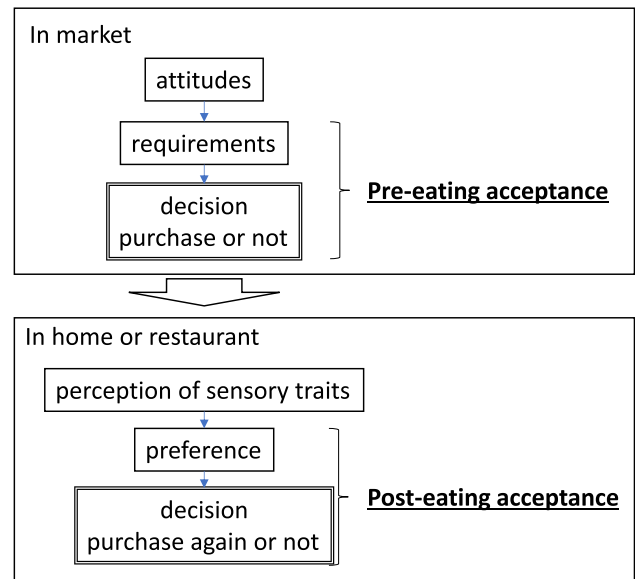 In market
attitudes
requirements
decision
purchase or not
Pre-eating acceptance
In home or restaurant
perception of sensory traits
preference
decision
purchase again or not
Post-eating acceptance